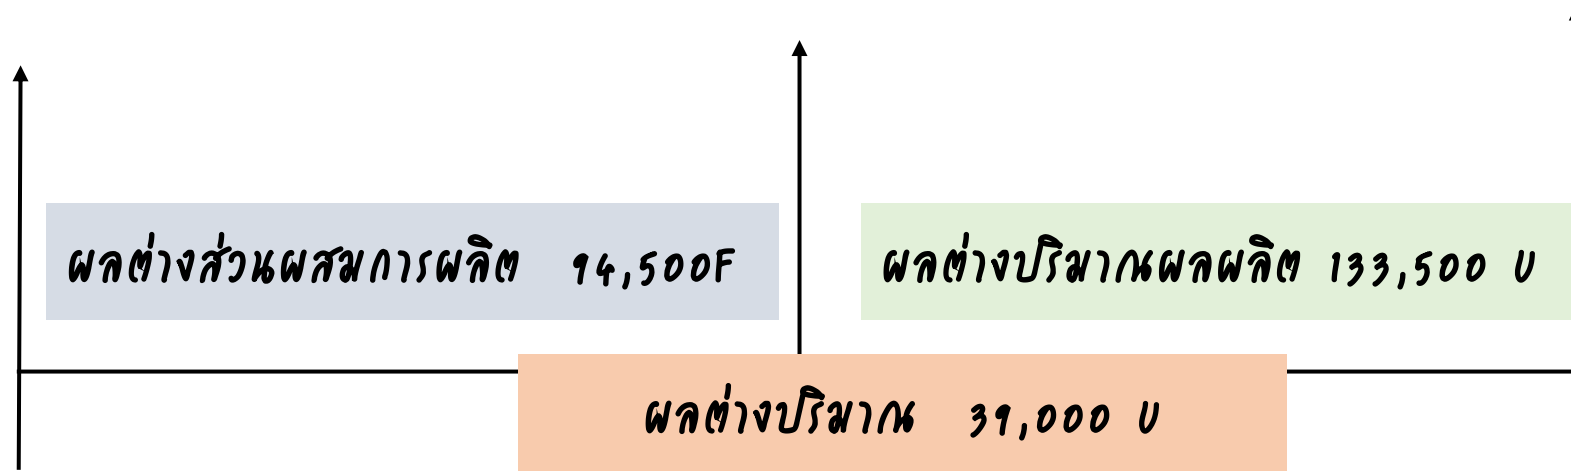 ผลต่างส่วนผสมการผลิต 94,500F
ผลต่างปริมาณผลผลิต 133,500 U
ผลต่างปริมาณ 39,000 U